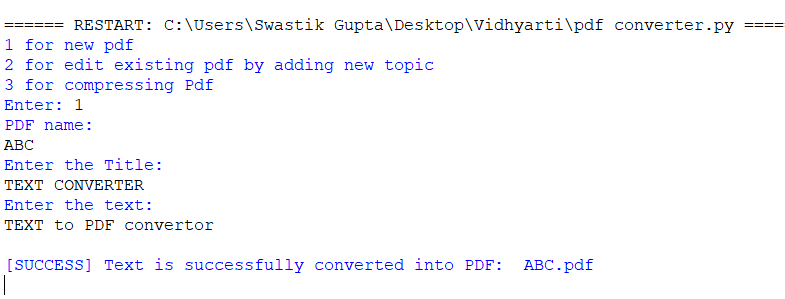 ====== RESTART: C:\Users\Swastik Gupta\Desktop\Vidhyarti\pdf converter.py ====
1 for new pdf
2 for edit existing pdf by adding new topic
3 for compressing Pdf
Enter: 1
PDF name:
ABC
Enter the Title:
TEXT CONVERTER
Enter the text:
TEXT to PDF convertor
[SUCCESS] Text is successfully converted into PDF:  ABC.pdf